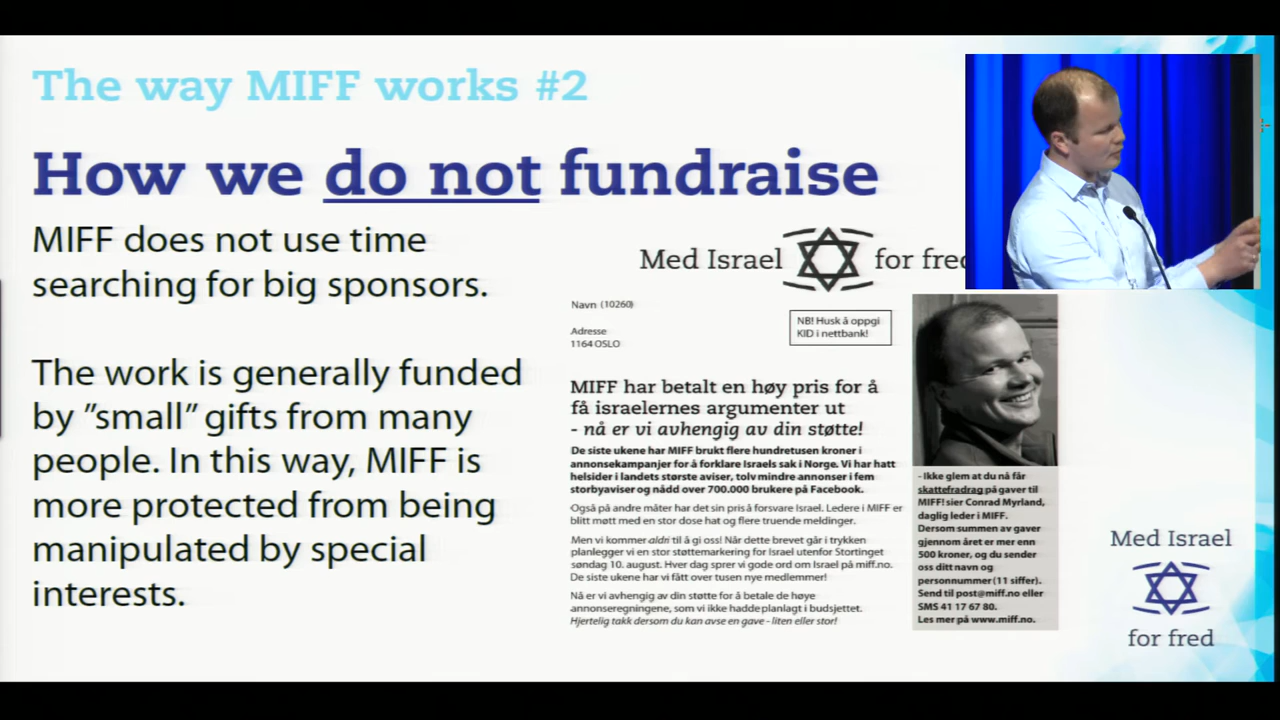 The way MIFF works #2
How we do not fundraise
MIFF does not use time
searching for big sponsors.
The work is generally funded
by ”small” gifts from many
people. In this way, MIFF is
more protected from being
manipulated by special
interests.
Med Israel for fred
Navn (10260)
Adresse
1164 OSLO
NB! Husk å oppgi
KID i nettbank!
MIFF har betalt en høy pris for å
få israelernes argumenter ut
- nå er vi avhengig av din støtte!
De siste ukene har MIFF brukt flere hundretusen kroner i
annonsekampanjer for å forklare Israels sak i Norge. Vi har hatt
helsider i landets største aviser, tolv mindre annonser i fem
storbyaviser og nådd over 700.000 brukere på Facebook.
Også på andre måter har det sin pris å forsvare Israel. Ledere i MIFF er
blitt møtt med en stor dose hat og flere truende meldinger.
Men vi kommer aldri til å gi oss! Når dette brevet går i trykken
planlegger vi en stor støttemarkering for Israel utenfor Stortinget
søndag 10. august. Hver dag sprer vi gode ord om Israel på miff.no.
De siste ukene har vi fått over tusen nye medlemmer!
Nå er vi avhengig av din støtte for å betale de høye
annonseregningene, som vi ikke hadde planlagt i budsjettet.
Hjertelig takk dersom du kan avse en gave - liten eller stor!
- Ikke glem at du nå får
skattefradrag på gaver til
MIFF! sier Conrad Myrland,
daglig leder i MIFF.
Dersom summen av gaver
gjennom året er mer enn
500 kroner, og du sender
oss ditt navn og
personnummer (11 siffer).
Send til post@miff.no eller
SMS 41 17 67 80.
Les mer på www.miff.no.
Med Israel
for fred